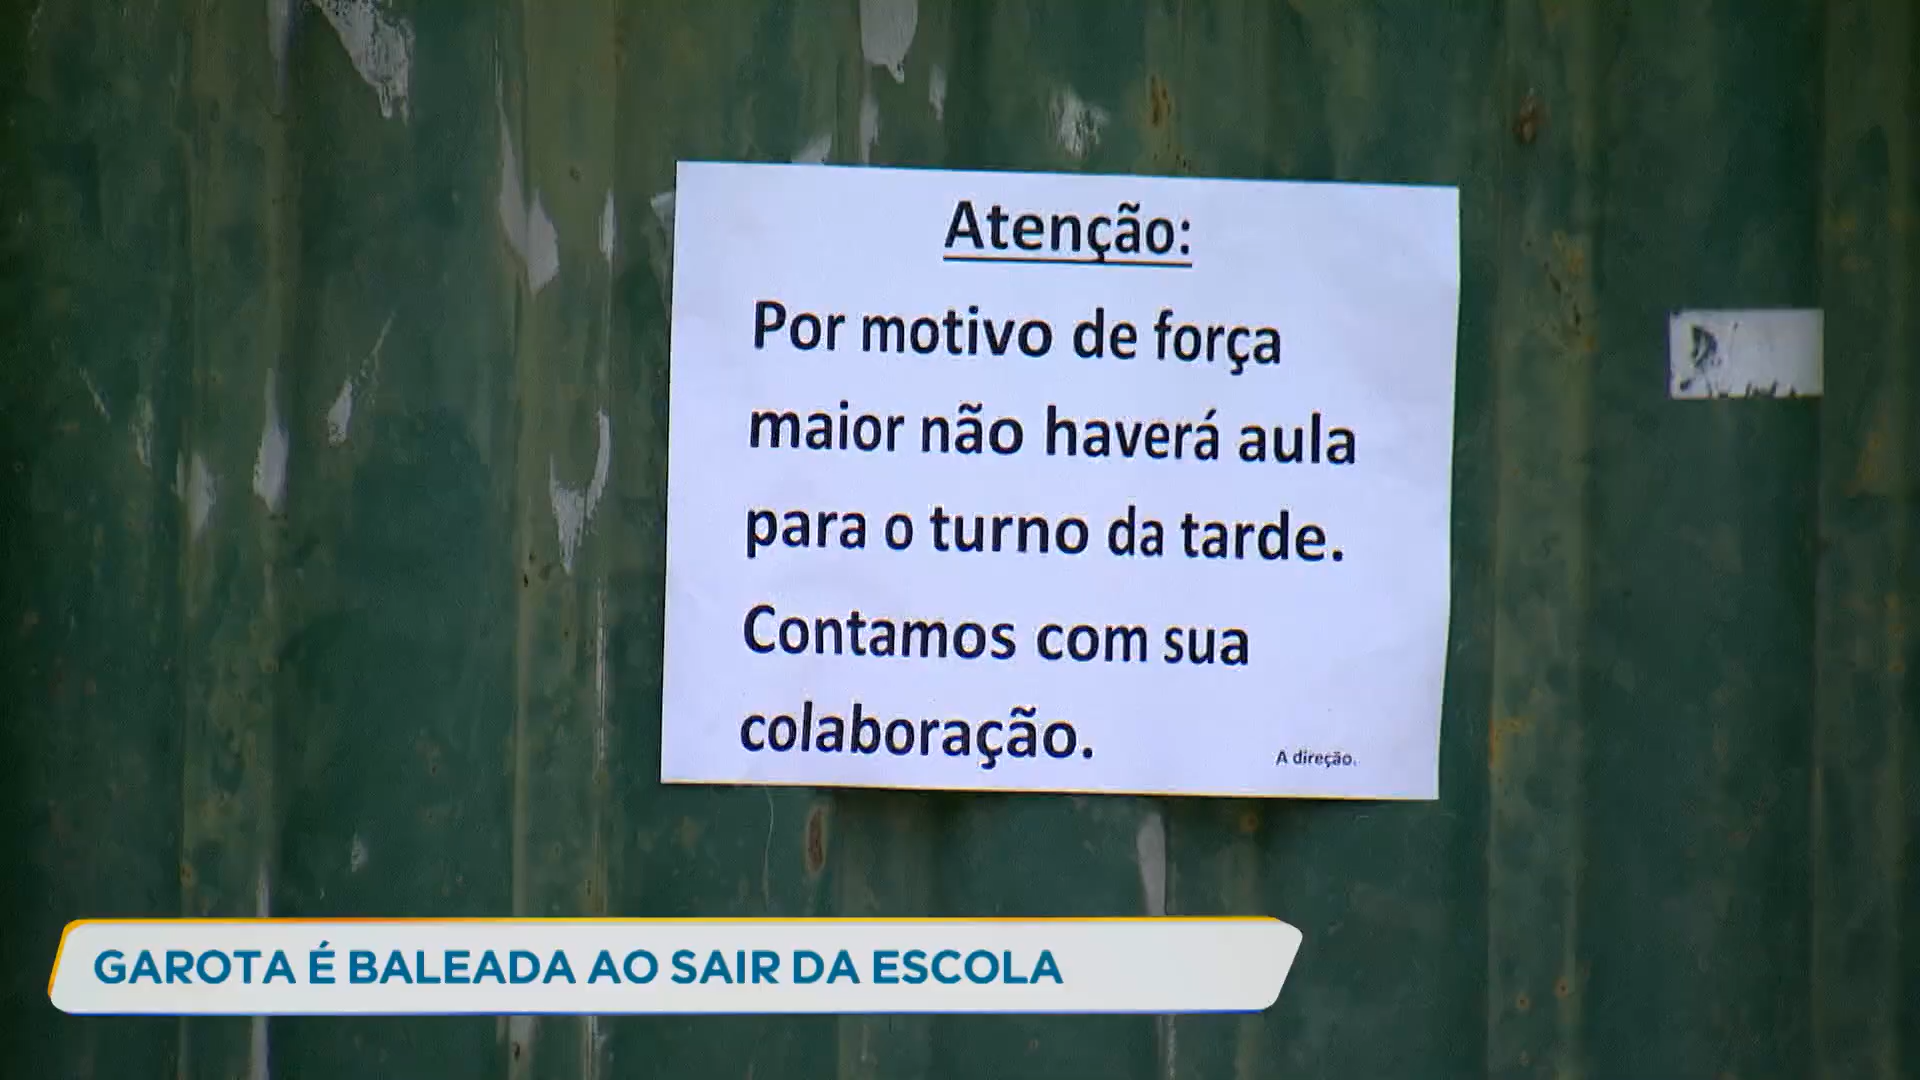 Atenção:
Por motivo de força
maior não haverá aula
para o turno da tarde.
Contamos com sua
colaboração.
A direção.
GAROTA É BALEADA AO SAIR DA ESCOLA